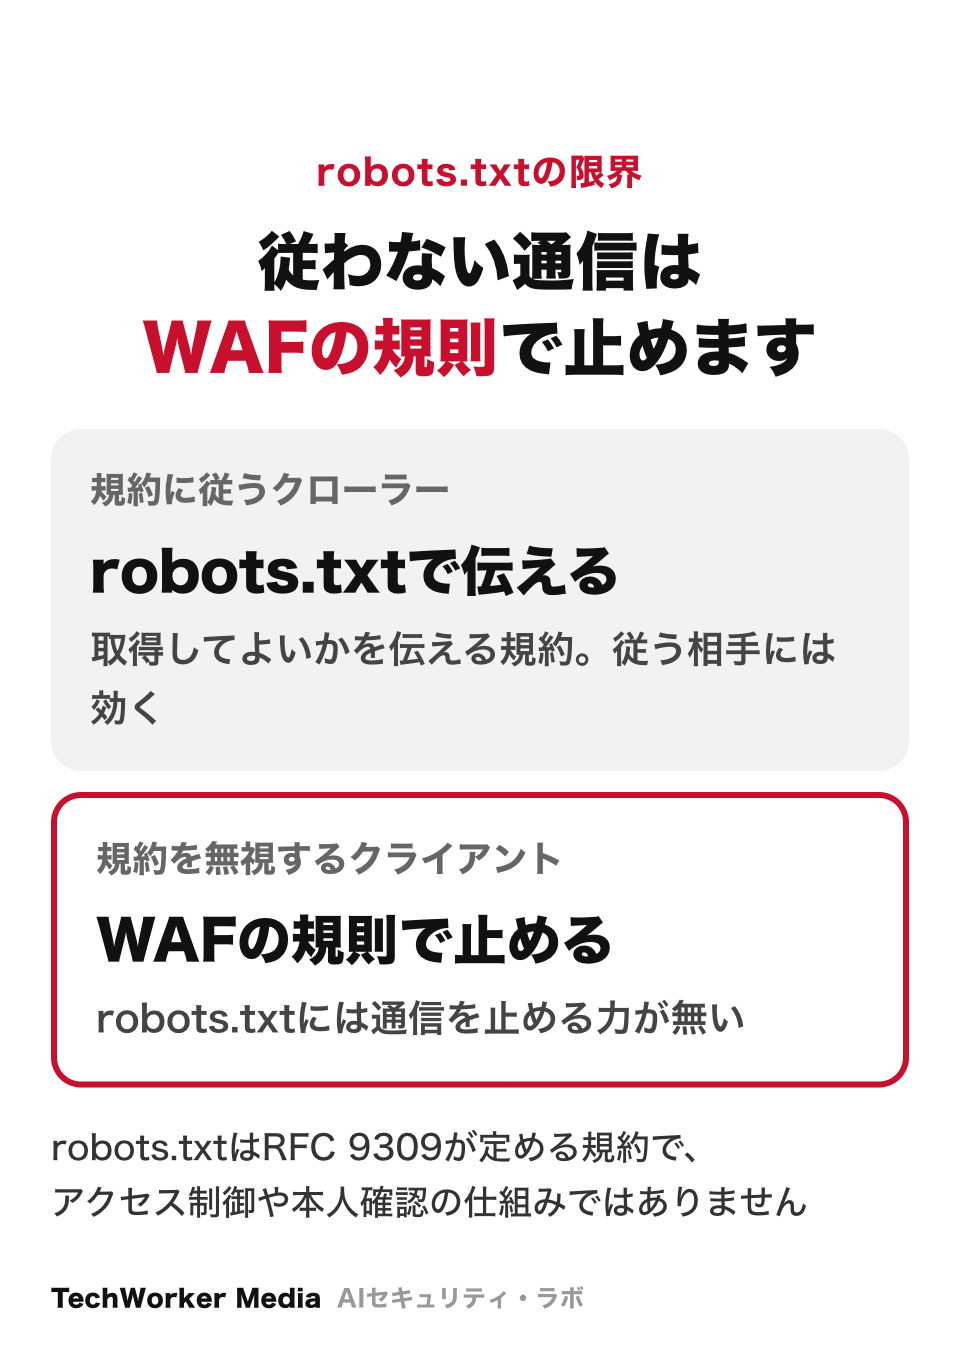 robots.txtの限界
従わない通信は
WAFの規則で止めます
規約に従うクローラー
robots.txtで伝える
取得してよいかを伝える規約。従う相手には
効く
規約を無視するクライアント
WAFの規則で止める
robots.txtには通信を止める力が無い
robots.txtはRFC 9309が定める規約で、
アクセス制御や本人確認の仕組みではありません
TechWorker Media AIセキュリティ・ラボ